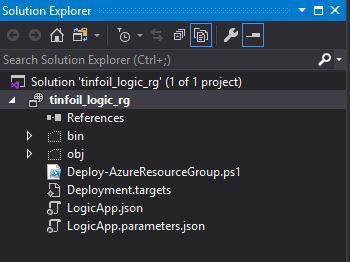 Solution Explorer
Search Solution Explorer (Ctrl+;)
Solution 'tinfoil_logic_rg' (1 of 1 project)
tinfoil_logic_rg
References
bin
obj
Deploy-AzureResourceGroup.ps1
Deployment.targets
LogicApp.json
LogicApp.parameters.json